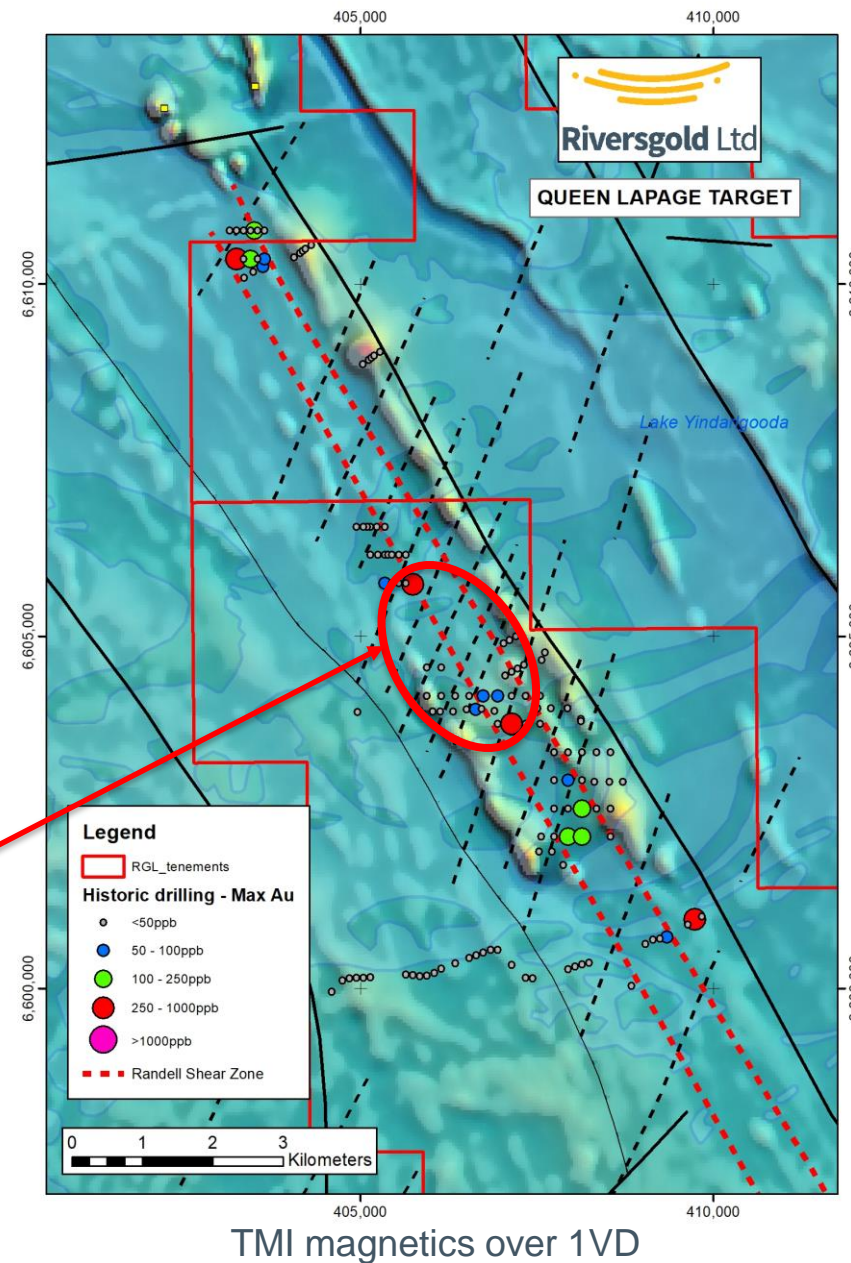 405,000
410,000
Riversgold Ltd
QUEEN LAPAGE TARGET
6,610,000
Lake Yindarlgooda
6,605,000
Legend
RGL_tenements
Historic drilling - Max Au
<50ppb
50 - 100ppb
100 - 250ppb
250 - 1000ppb
>1000ppb
Randell Shear Zone
6,600,000
0 1 2 3
Kilometers
405,000
410,000
TMI magnetics over 1VD